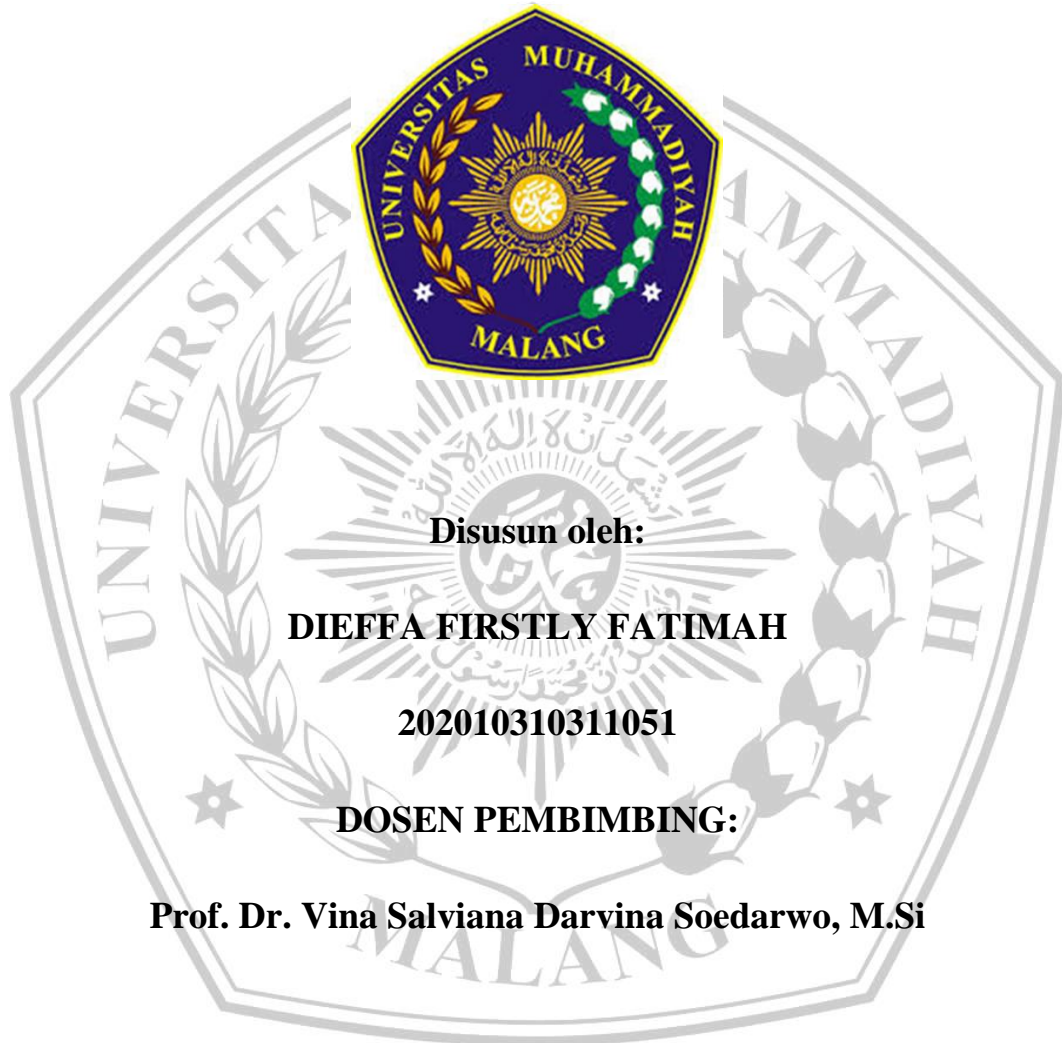 UNIVERSITAS MUHAMMADIYAH
MALANG
Disusun oleh:
DIEFFA FIRSTLY FATIMAH
202010310311051
DOSEN PEMBIMBING:
Prof. Dr. Vina Salviana Darvina Soedarwo, M.Si